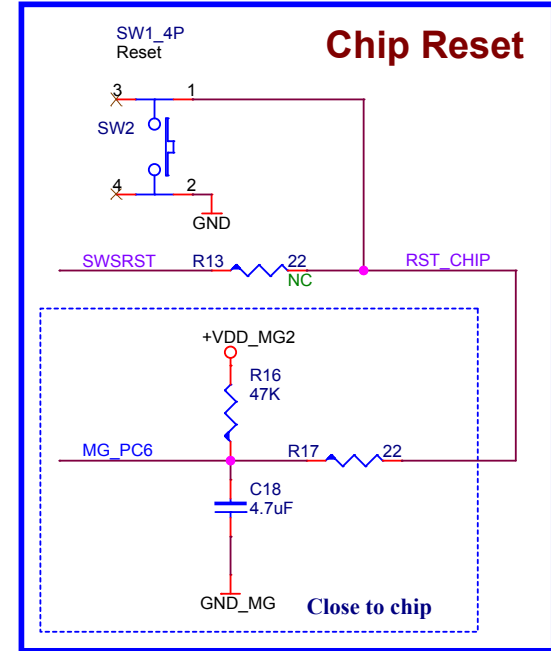 SW1_4P
Reset
Chip Reset
3
1
SW2
4
2
GND
SWSRST
R13
22
NC
RST_CHIP
+VDD_MG2
R16
47K
MG_PC6
R17
22
C18
4.7uF
GND_MG
Close to chip